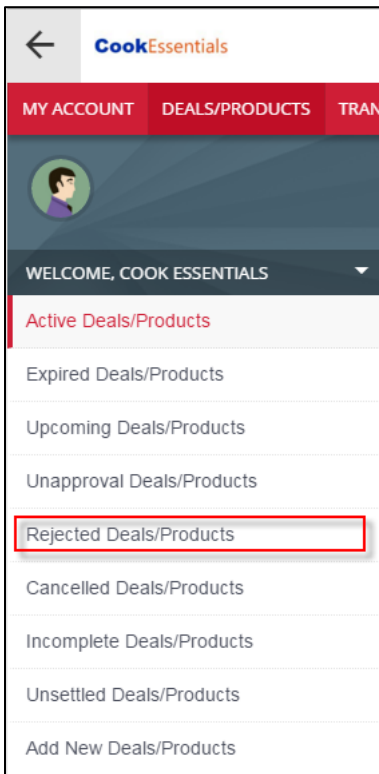 CookEssentials
MY ACCOUNT DEALS/PRODUCTS TRAN
WELCOME, COOK ESSENTIALS
Active Deals/Products
Expired Deals/Products
Upcoming Deals/Products
Unapproval Deals/Products
Rejected Deals/Products
Cancelled Deals/Products
Incomplete Deals/Products
Unsettled Deals/Products
Add New Deals/Products